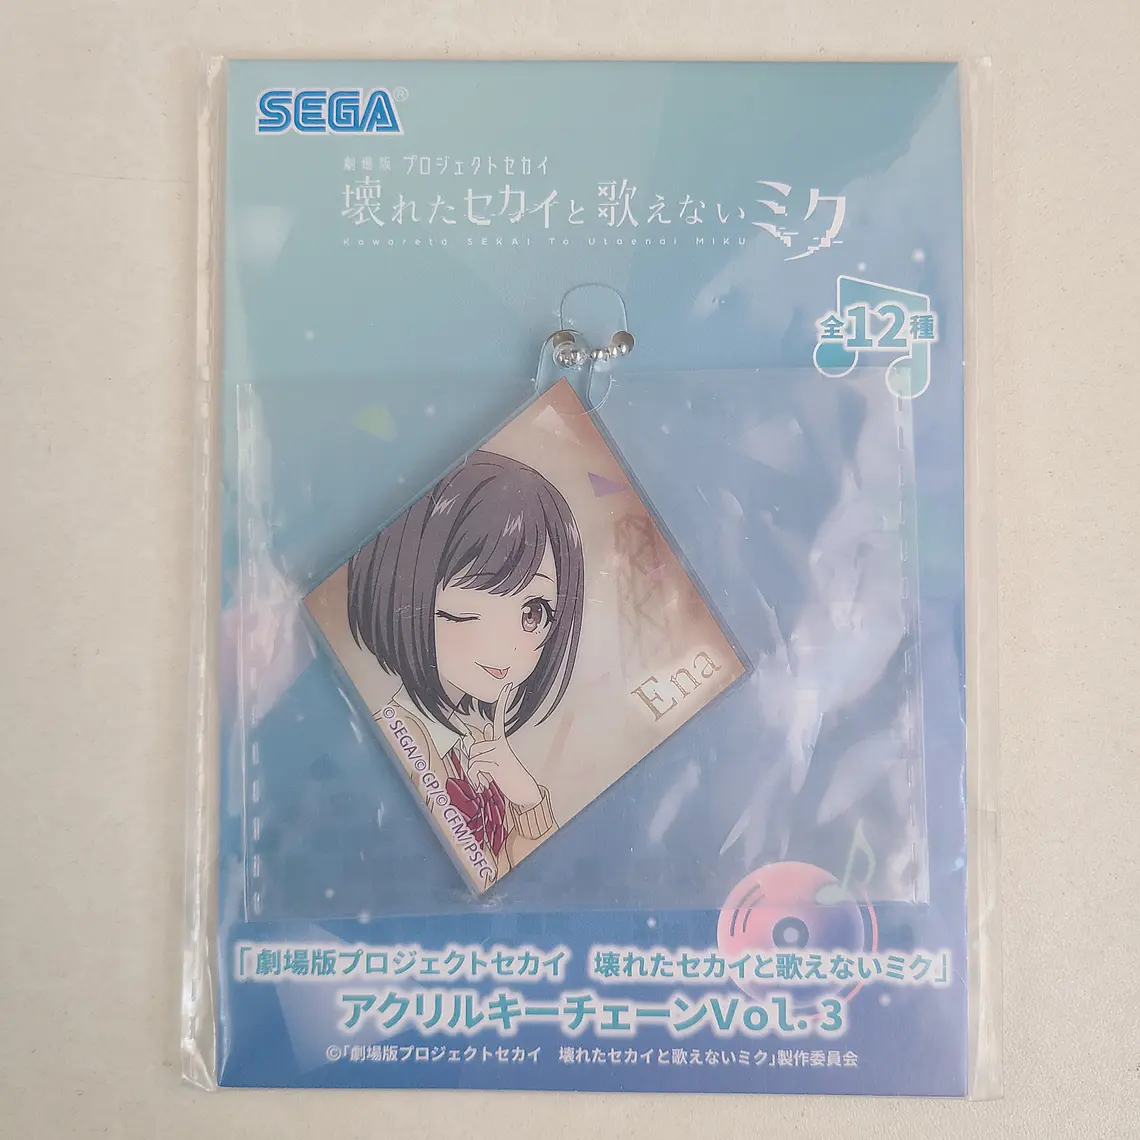 SEGA®
劇場版 プロジェクトセカイ
壊れたセカイと歌えないミク
Kowareta SEKAI To Utaenai MIKU
全12種
Ena
©SEGA/©CP/©CFM/PSFC
「劇場版プロジェクトセカイ 壊れたセカイと歌えないミク」
アクリルキーチェーンVol.3
©「劇場版プロジェクトセカイ 壊れたセカイと歌えないミク」製作委員会